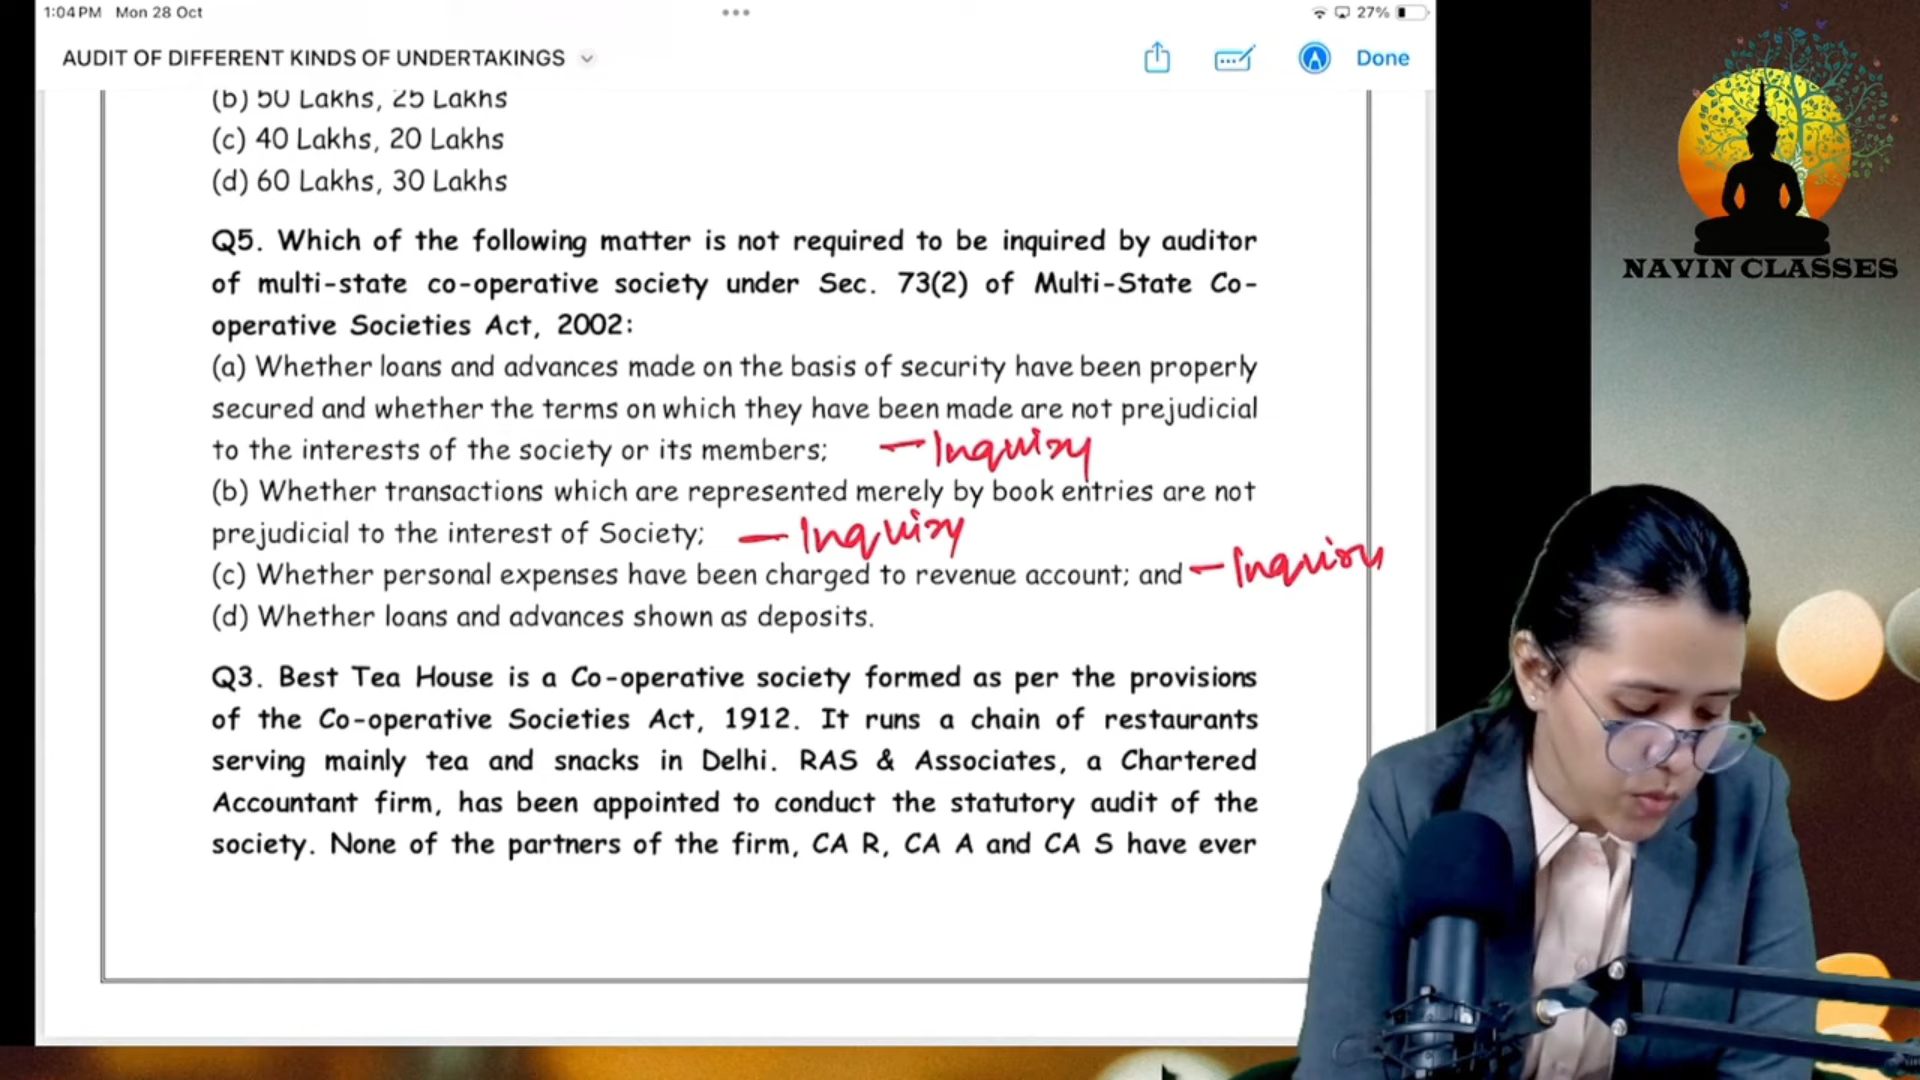 1:04 PM Mon 28 Oct
27%
AUDIT OF DIFFERENT KINDS OF UNDERTAKINGS
Done
(b) 50 Lakhs, 25 Lakhs
(c) 40 Lakhs, 20 Lakhs
(d) 60 Lakhs, 30 Lakhs
Q5. Which of the following matter is not required to be inquired by auditor
of multi-state co-operative society under Sec. 73(2) of Multi-State Co-
operative Societies Act, 2002:
(a) Whether loans and advances made on the basis of security have been properly
secured and whether the terms on which they have been made are not prejudicial
to the interests of the society or its members; – Inquiry
(b) Whether transactions which are represented merely by book entries are not
prejudicial to the interest of Society; – Inquiry
(c) Whether personal expenses have been charged to revenue account; and – Inquiry
(d) Whether loans and advances shown as deposits.
Q3. Best Tea House is a Co-operative society formed as per the provisions
of the Co-operative Societies Act, 1912. It runs a chain of restaurants
serving mainly tea and snacks in Delhi. RAS & Associates, a Chartered
Accountant firm, has been appointed to conduct the statutory audit of the
society. None of the partners of the firm, CA R, CA A and CA S have ever
NAVIN CLASSES